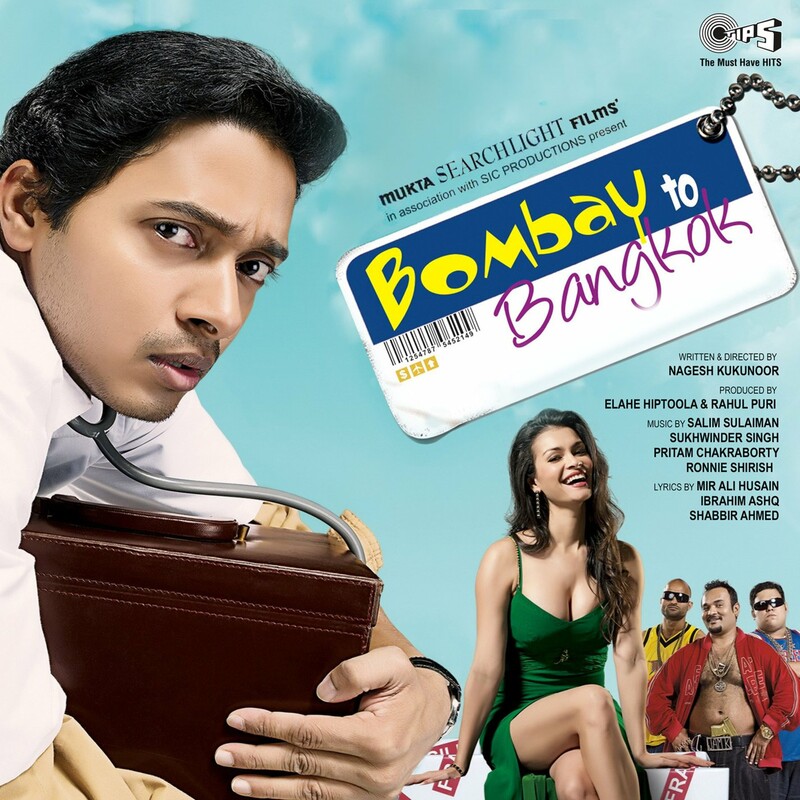 TIPS
The Must Have HITS
MUKTA SEARCHLIGHT FILMS'
in association with SIC PRODUCTIONS present
Bombay to
Bangkok
1254787 5452149
WRITTEN & DIRECTED BY
NAGESH KUKUNOOR
PRODUCED BY
ELAHE HIPTOOLA & RAHUL PURI
MUSIC BY SALIM SULAIMAN
SUKHWINDER SINGH
PRITAM CHAKRABORTY
RONNIE SHIRISH
LYRICS BY MIR ALI HUSAIN
IBRAHIM ASHQ
SHABBIR AHMED